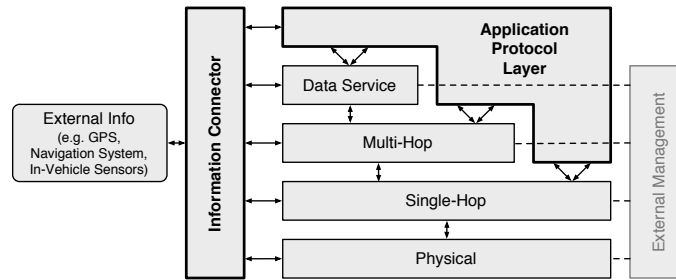 External Info
(e.g. GPS,
Navigation System,
In-Vehicle Sensors)
Information Connector
Application
Protocol
Layer
Data Service
Multi-Hop
Single-Hop
Physical
External Management